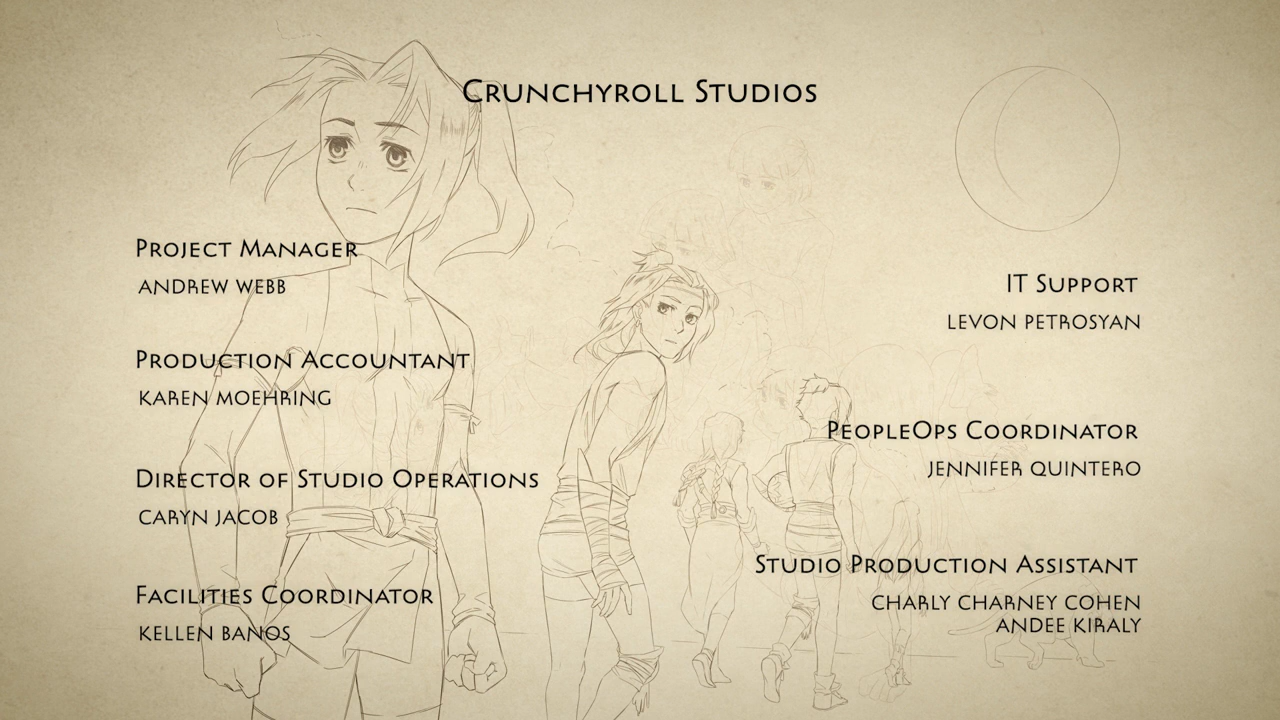 Crunchyroll Studios
Project Manager
Andrew Webb
Production Accountant
Karen Moehring
Director of Studio Operations
Caryn Jacob
Facilities Coordinator
Kellen Banos
IT Support
Levon Petrosyan
PeopleOps Coordinator
Jennifer Quintero
Studio Production Assistant
Charly Charney Cohen
Andee Kiraly